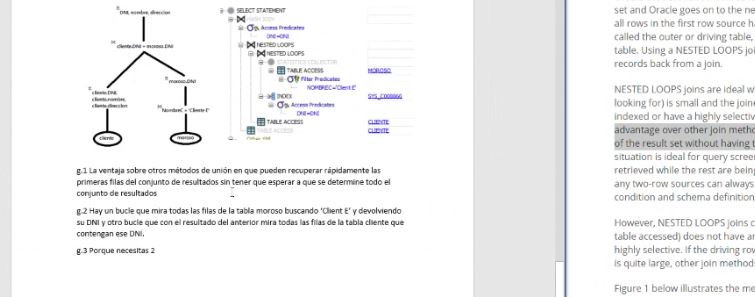 DNI, nombre, direccion
cliente.DNI = moroso.DNI
cliente.DNI,
cliente.nombre,
cliente.direccion
moroso.DNI
NombreC = 'Cliente E'
cliente
moroso
SELECT STATEMENT
HASH JOIN
Access Predicates
DNI=DNI
NESTED LOOPS
NESTED LOOPS
STATISTICS COLLECTOR
TABLE ACCESS MOROSO
Filter Predicates
NOMBREC='Client E'
INDEX
Access Predicates
DNI=DNI
TABLE ACCESS CLIENTE
TABLE ACCESS CLIENTE
g.1 La ventaja sobre otros métodos de unión en que pueden recuperar rápidamente las
primeras filas del conjunto de resultados sin tener que esperar a que se determine todo el
conjunto de resultados
g.2 Hay un bucle que mira todas las filas de la tabla moroso buscando 'Client E' y devolviendo
su DNI y otro bucle que con el resultado del anterior mira todas las filas de la tabla cliente que
contengan ese DNI.
g.3 Porque necesitas 2
set and Oracle goes on to the ne
all rows in the first row source h
called the outer or driving table,
table. Using a NESTED LOOPS joi
records back from a join.
NESTED LOOPS joins are ideal w
looking for) is small and the joine
indexed or have a highly selectiv
advantage over other join metho
of the result set without having t
situation is ideal for query screen
retrieved while the rest are being
any two-row sources can always
condition and schema definition
However, NESTED LOOPS joins c
table accessed) does not have ar
highly selective. If the driving rov
is quite large, other join methods
Figure 1 below illustrates the me